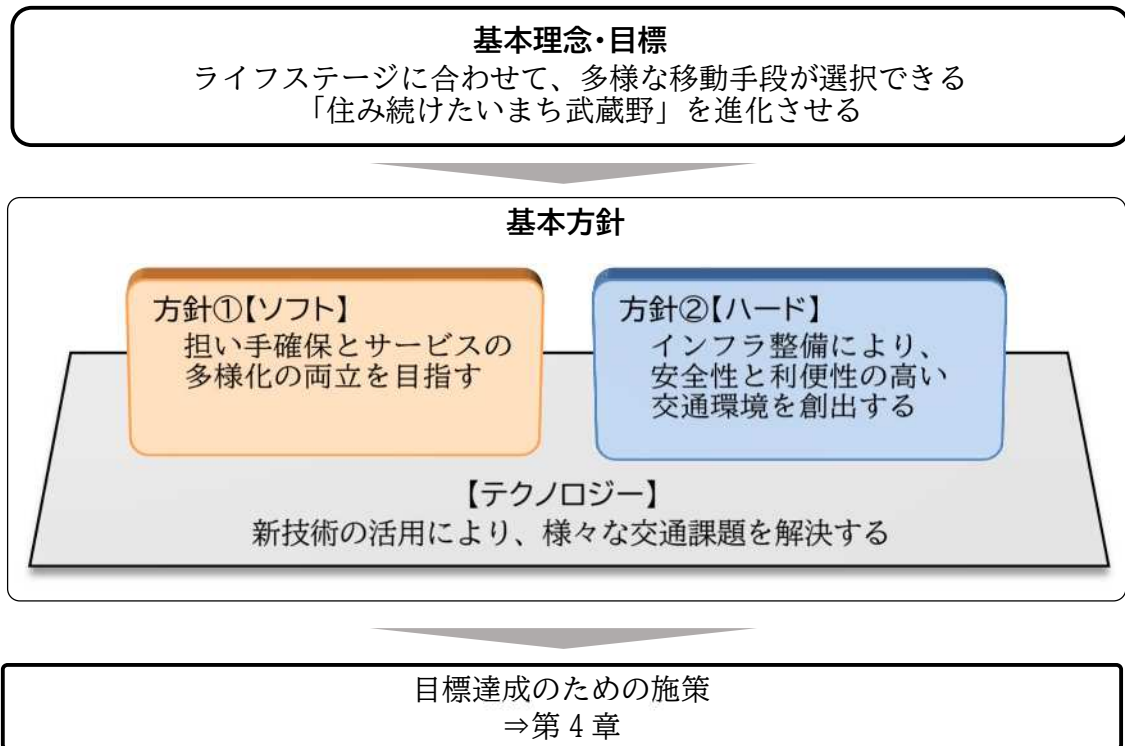 基本理念・目標
ライフステージに合わせて、多様な移動手段が選択できる
「住み続けたいまち武蔵野」を進化させる
基本方針
方針①【ソフト】
担い手確保とサービスの
多様化の両立を目指す
方針②【ハード】
インフラ整備により、
安全性と利便性の高い
交通環境を創出する
【テクノロジー】
新技術の活用により、様々な交通課題を解決する
目標達成のための施策
⇒第 4 章